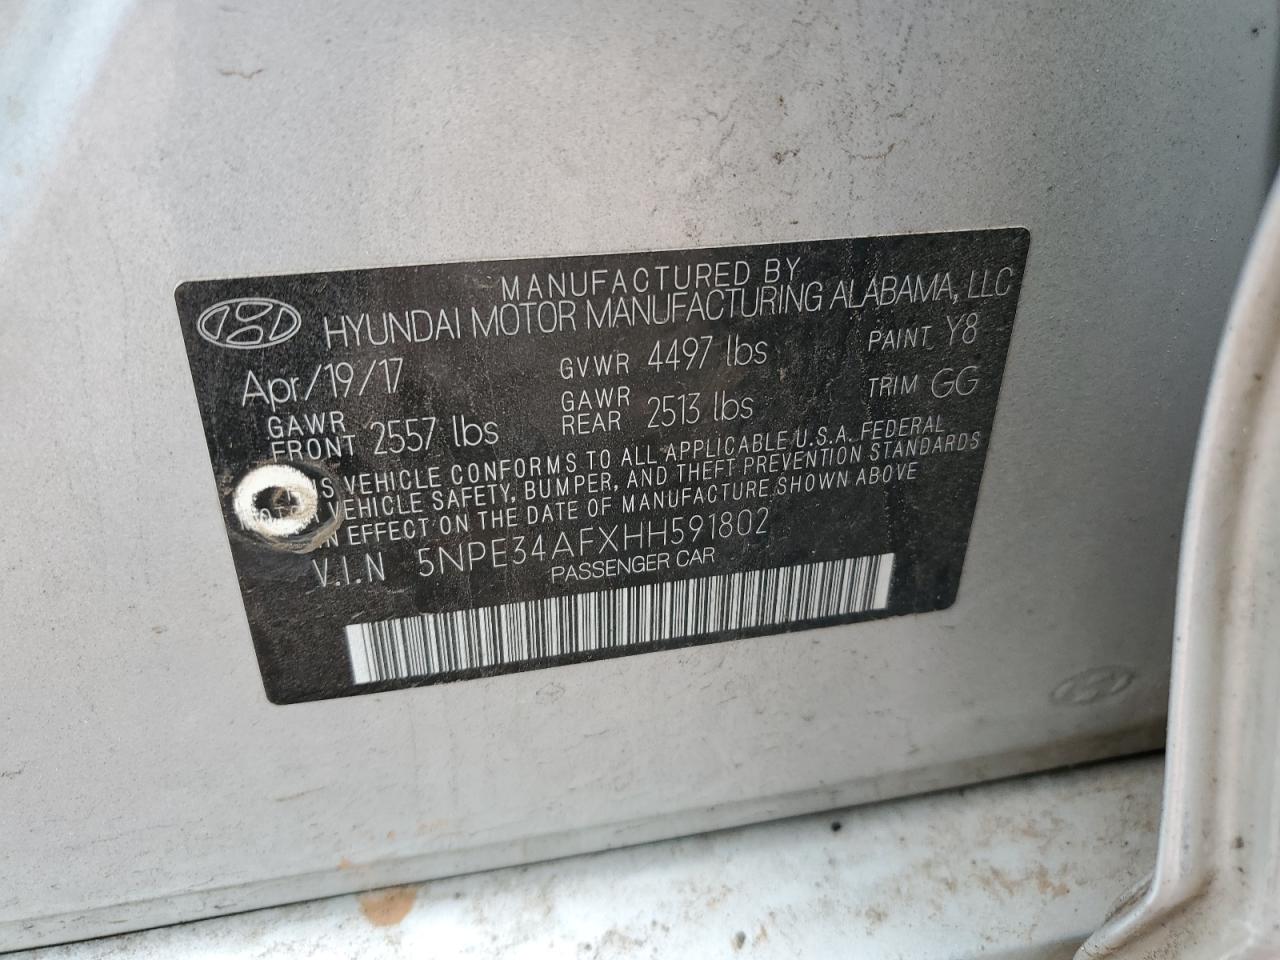 MANUFACTURED BY
HYUNDAI MOTOR MANUFACTURING ALABAMA, LLC
Apr/19/17 GVWR 4497 lbs PAINT Y8
GAWR FRONT 2557 lbs GAWR REAR 2513 lbs TRIM GG
S VEHICLE CONFORMS TO ALL APPLICABLE U.S.A. FEDERAL
VEHICLE SAFETY, BUMPER, AND THEFT PREVENTION STANDARDS
IN EFFECT ON THE DATE OF MANUFACTURE SHOWN ABOVE
V.I.N 5NPE34AFXHH591802
PASSENGER CAR